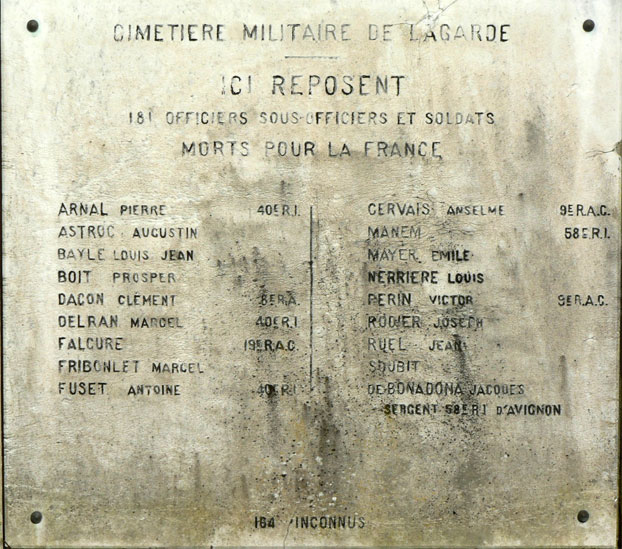 CIMETIERE MILITAIRE DE LAGARDE
ICI REPOSENT
181 OFFICIERS SOUS-OFFICIERS ET SOLDATS
MORTS POUR LA FRANCE
ARNAL PIERRE 40E R.I.
ASTRUC AUGUSTIN
BAYLE LOUIS JEAN
BOIT PROSPER
DACON CLÉMENT 8E R.A.
DELRAN MARCEL 40E R.I
FALCURE 19E R.A.C.
FRIBONLET MARCEL
FUSET ANTOINE 40E R.I
GERVAIS ANSELME 9E R.A.C.
MANEM 58E R.I.
MAYER EMILE
NERRIERE LOUIS
PERIN VICTOR 9E R.A.C.
RODIER JOSEPH
RUEL JEAN
SOUBIT
DE BONADONA JACQUES
SERGENT 58E R.I D'AVIGNON
164 INCONNUS